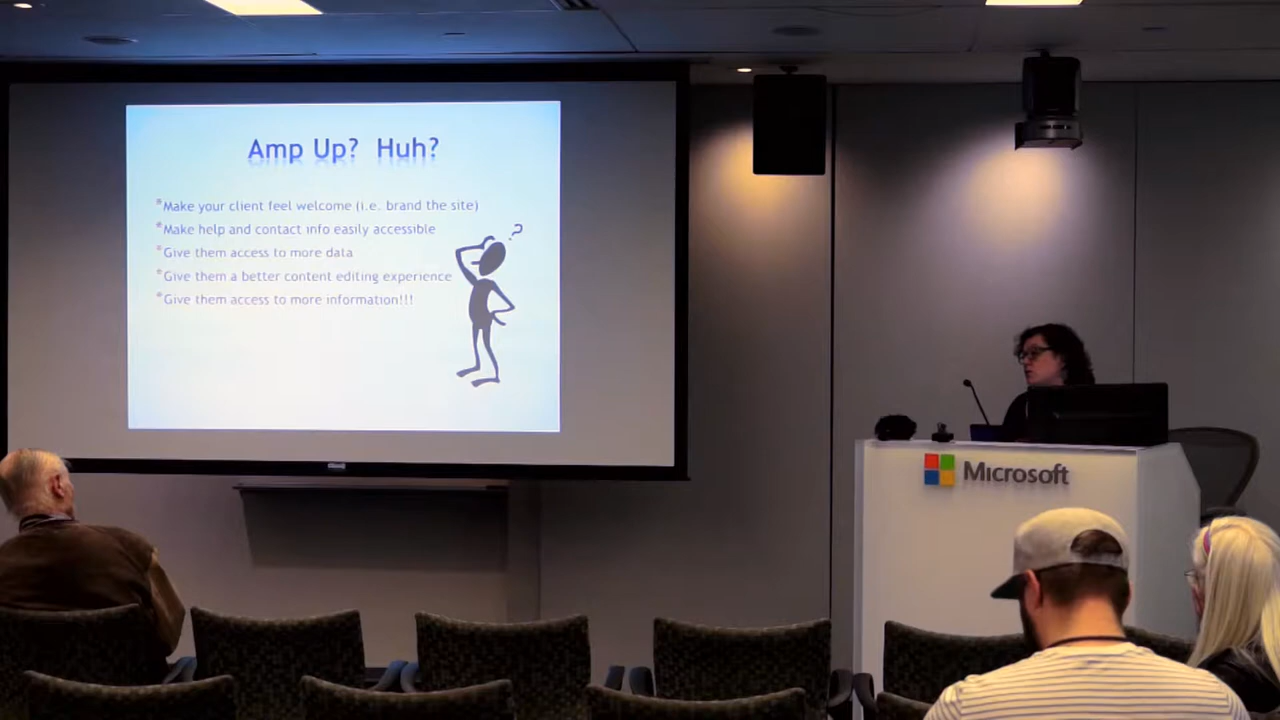 Amp Up? Huh?
*Make your client feel welcome (i.e. brand the site)
*Make help and contact info easily accessible
*Give them access to more data
*Give them a better content editing experience
*Give them access to more information!!!
?
Microsoft